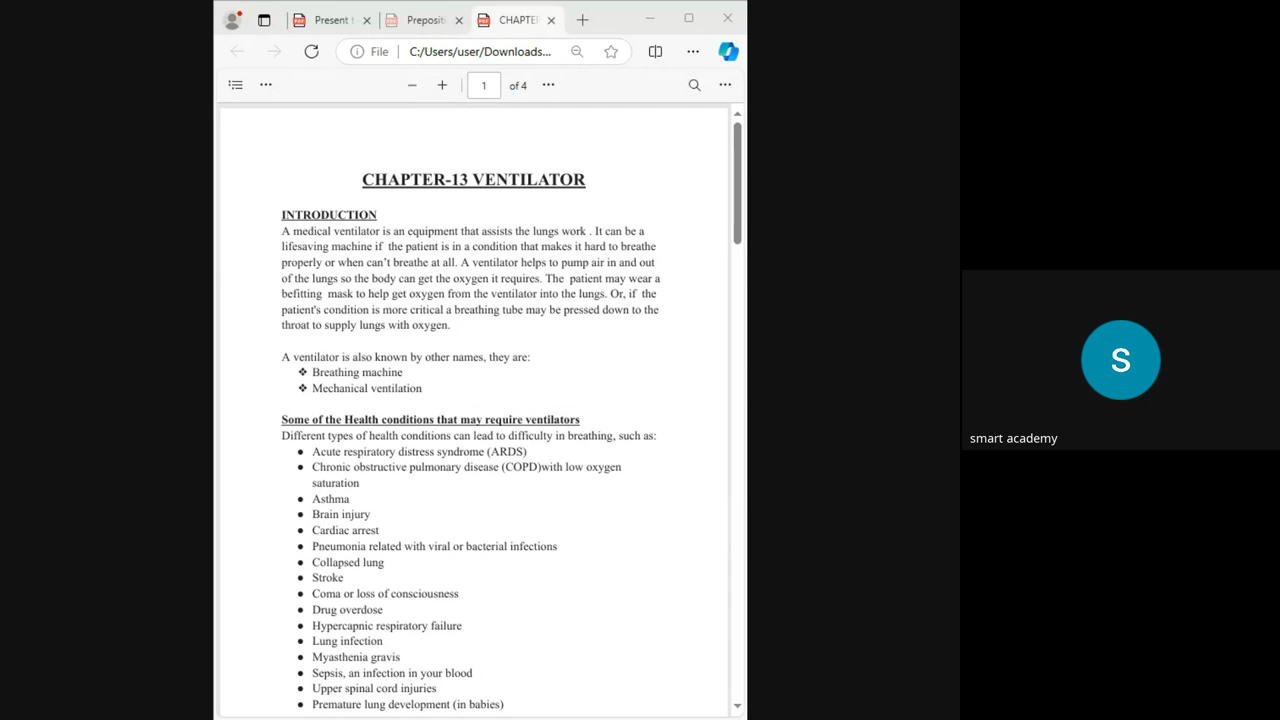 Present
Preposit
CHAPTER
File
C:/Users/user/Downloads...
1
of 4
CHAPTER-13 VENTILATOR
INTRODUCTION
A medical ventilator is an equipment that assists the lungs work . It can be a
lifesaving machine if the patient is in a condition that makes it hard to breathe
properly or when can’t breathe at all. A ventilator helps to pump air in and out
of the lungs so the body can get the oxygen it requires. The patient may wear a
befitting mask to help get oxygen from the ventilator into the lungs. Or, if the
patient's condition is more critical a breathing tube may be pressed down to the
throat to supply lungs with oxygen.
A ventilator is also known by other names, they are:
❖ Breathing machine
❖ Mechanical ventilation
Some of the Health conditions that may require ventilators
Different types of health conditions can lead to difficulty in breathing, such as:
● Acute respiratory distress syndrome (ARDS)
● Chronic obstructive pulmonary disease (COPD)with low oxygen
saturation
● Asthma
● Brain injury
● Cardiac arrest
● Pneumonia related with viral or bacterial infections
● Collapsed lung
● Stroke
● Coma or loss of consciousness
● Drug overdose
● Hypercapnic respiratory failure
● Lung infection
● Myasthenia gravis
● Sepsis, an infection in your blood
● Upper spinal cord injuries
● Premature lung development (in babies)
S
smart academy